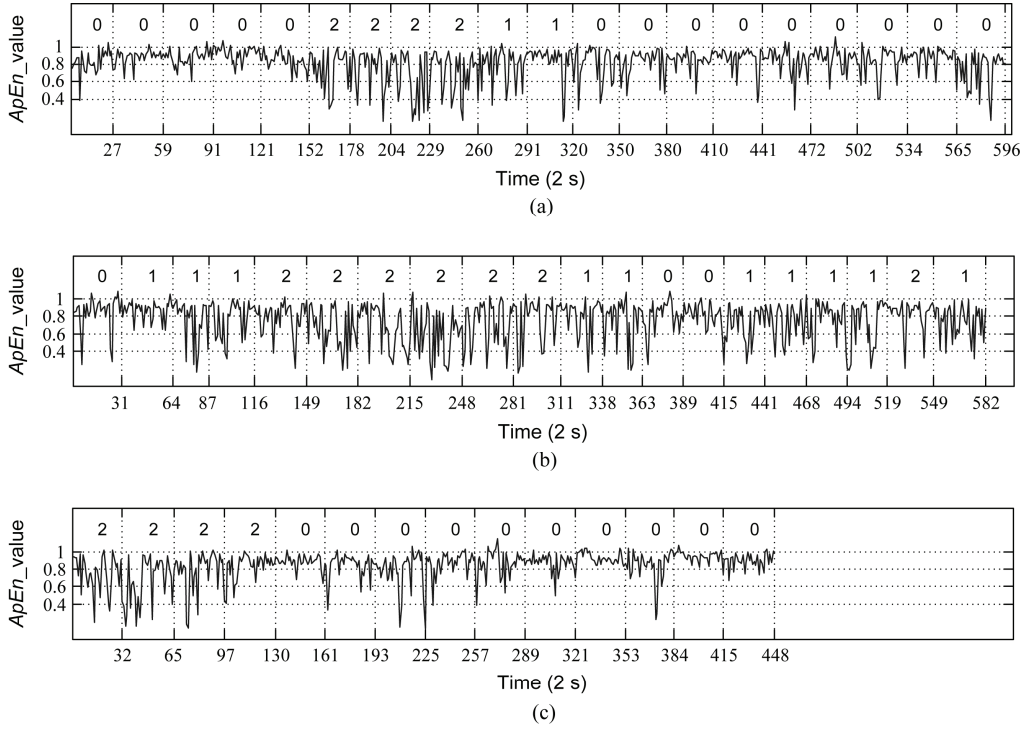 0 0 0 0 0 2 2 2 2 1 1 0 0 0 0 0 0 0 0 0
ApEn_value
1
0.8
0.6
0.4
27 59 91 121 152 178 204 229 260 291 320 350 380 410 441 472 502 534 565 596
Time (2 s)
(a)
0 1 1 1 2 2 2 2 2 2 1 1 0 0 1 1 1 1 2 1
ApEn_value
1
0.8
0.6
0.4
31 64 87 116 149 182 215 248 281 311 338 363 389 415 441 468 494 519 549 582
Time (2 s)
(b)
2 2 2 2 0 0 0 0 0 0 0 0 0 0
ApEn_value
1
0.8
0.6
0.4
32 65 97 130 161 193 225 257 289 321 353 384 415 448
Time (2 s)
(c)